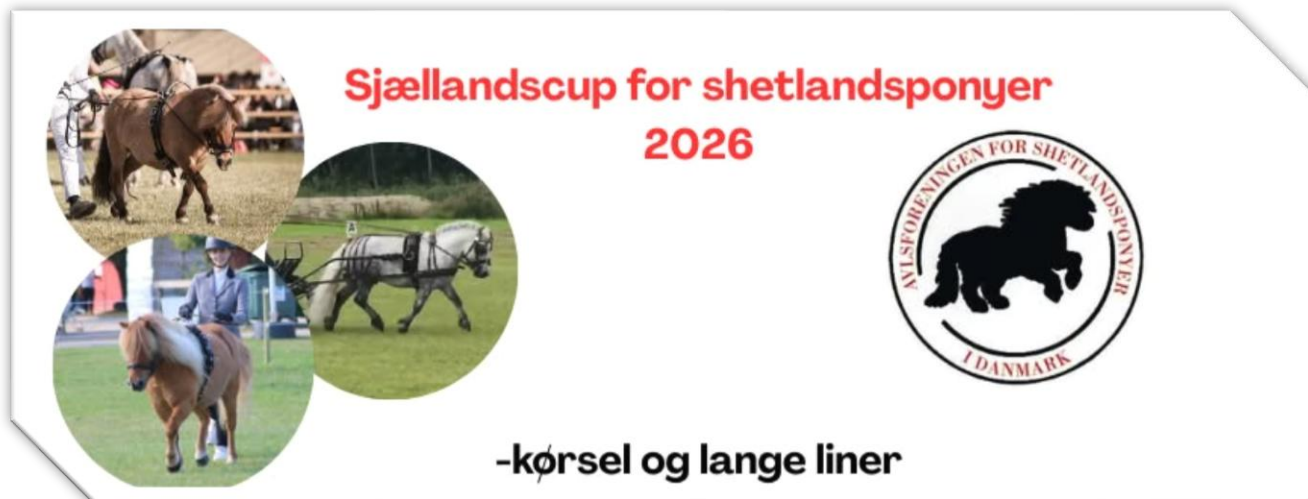 Sjællandscup for shetlandsponyer
2026
AVLSFORENINGEN FOR SHETLANDSPONYER
I DANMARK
-kørsel og lange liner